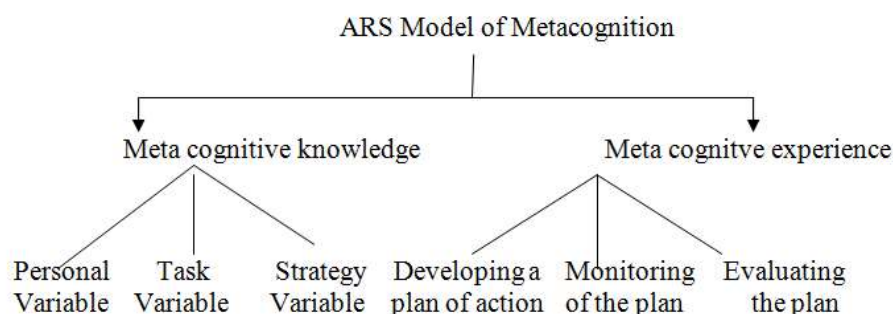 ARS Model of Metacognition
Meta cognitive knowledge
Meta cognitve experience
Personal Variable
Task Variable
Strategy Variable
Developing a plan of action
Monitoring of the plan
Evaluating the plan